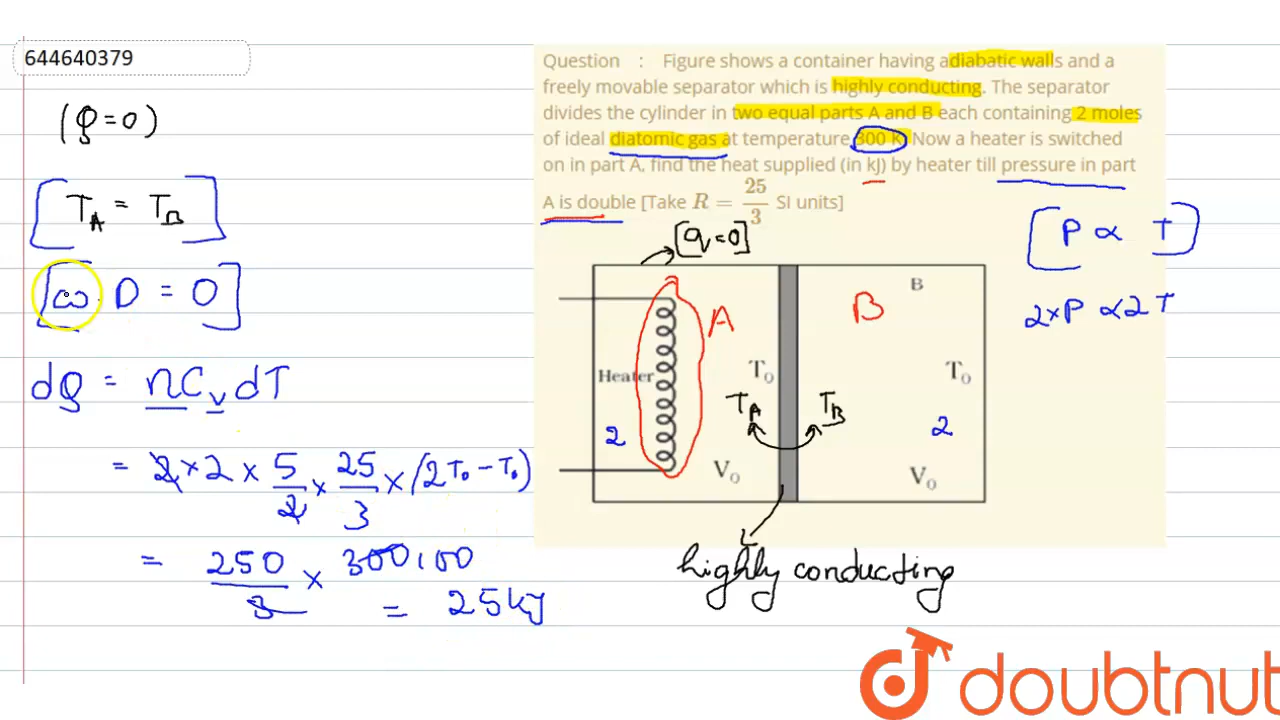 644640379
(Q=0)
[T_A = T_B]
[ω. D = 0]
dQ = nC_v dT
= 2 × 2 × 5/2 × 25/3 × (2T₀ - T₀)
= 250/3 × 300 100
= 25kJ
Question : Figure shows a container having adiabatic walls and a
freely movable separator which is highly conducting. The separator
divides the cylinder in two equal parts A and B each containing 2 moles
of ideal diatomic gas at temperature 300 K. Now a heater is switched
on in part A, find the heat supplied (in kJ) by heater till pressure in part
A is double [Take R = 25/3 SI units]
[q=0]
[P ∝ T]
2×P ∝ 2T
A
B
B
Heater
T₀
T₀
T_A
T_B
2
2
V₀
V₀
highly conducting
doubtnut